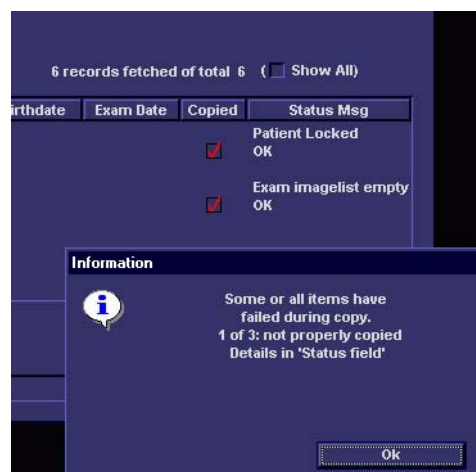 6 records fetched of total 6 ( Show All)
irthdate Exam Date Copied Status Msg
Patient Locked
OK
Exam imagelist empty
OK
Information
Some or all items have
failed during copy.
1 of 3: not properly copied
Details in 'Status field'
Ok